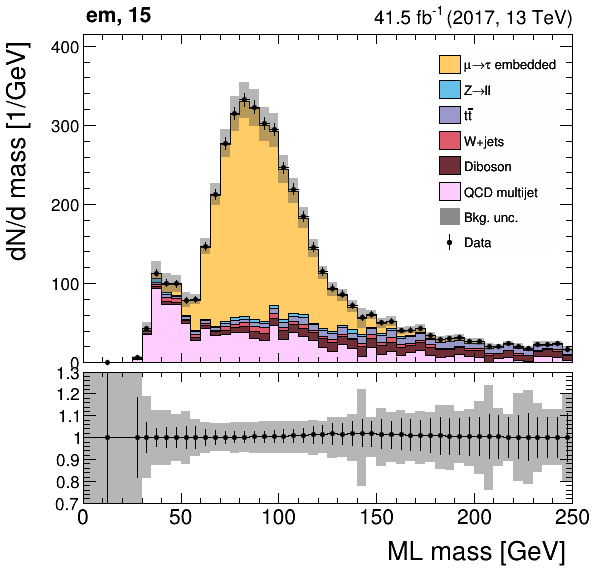 em, 15
41.5 fb⁻¹ (2017, 13 TeV)
dN/d mass [1/GeV]
400
300
200
100
0
μ→τ embedded
Z→ll
tt̄
W+jets
Diboson
QCD multijet
Bkg. unc.
Data
1.3
1.2
1.1
1
0.9
0.8
0.7
0 50 100 150 200 250
ML mass [GeV]